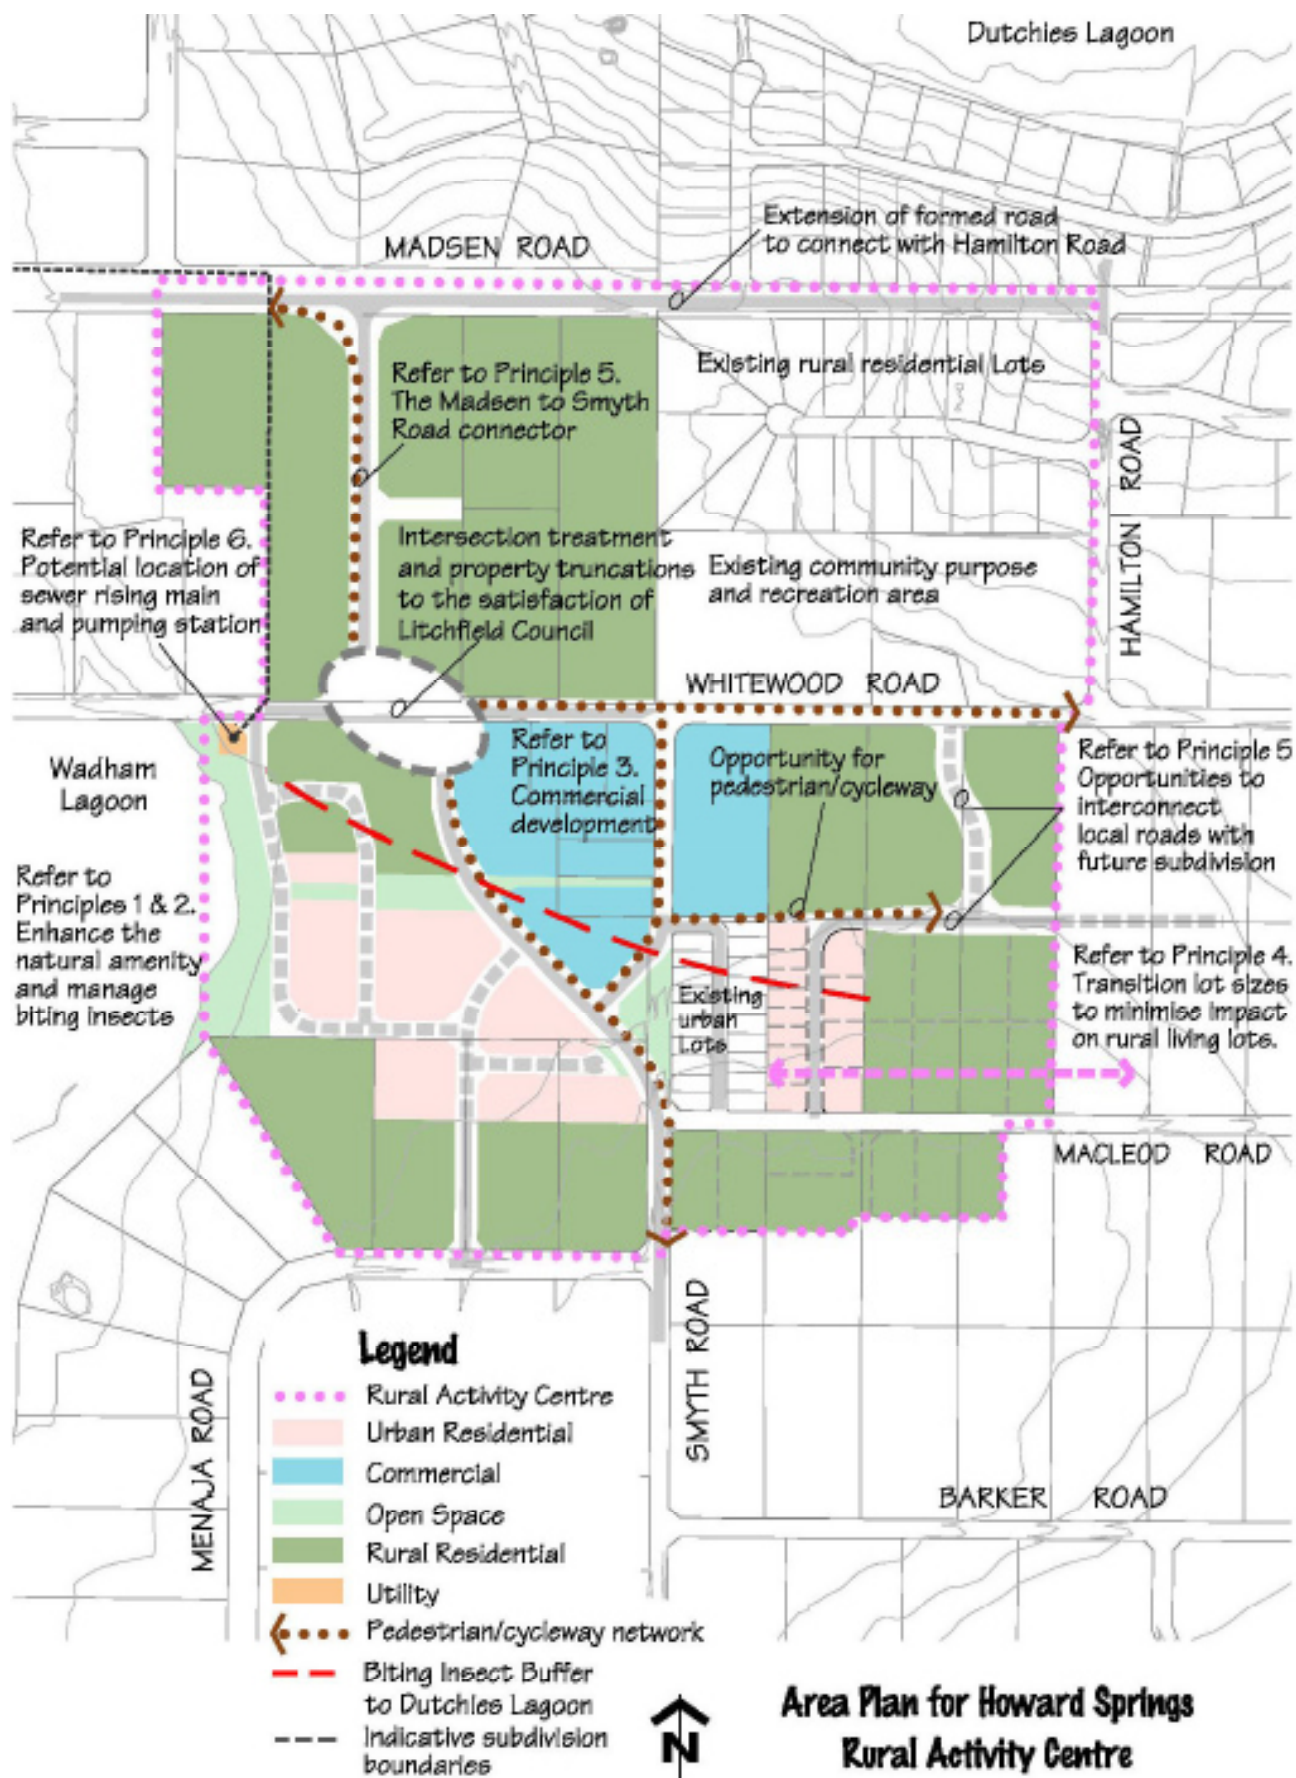 Dutchies Lagoon
Extension of formed road
to connect with Hamilton Road
MADSEN ROAD
Existing rural residential Lots
Refer to Principle 5.
The Madsen to Smyth
Road connector
HAMILTON ROAD
Refer to Principle 6.
Potential location of
sewer rising main
and pumping station
Intersection treatment
and property truncations
to the satisfaction of
Litchfield Council
Existing community purpose
and recreation area
WHITEWOOD ROAD
Wadham
Lagoon
Refer to
Principle 3.
Commercial
development
Opportunity for
pedestrian/cycleway
Refer to Principle 5
Opportunities to
interconnect
local roads with
future subdivision
Refer to
Principles 1 & 2.
Enhance the
natural amenity
and manage
biting insects
Existing
urban
Lots
Refer to Principle 4.
Transition lot sizes
to minimise impact
on rural living lots.
MACLEOD ROAD
SMYTH ROAD
MENAJA ROAD
BARKER ROAD
Legend
Rural Activity Centre
Urban Residential
Commercial
Open Space
Rural Residential
Utility
Pedestrian/cycleway network
Biting Insect Buffer
to Dutchies Lagoon
Indicative subdivision
boundaries
N
Area Plan for Howard Springs
Rural Activity Centre